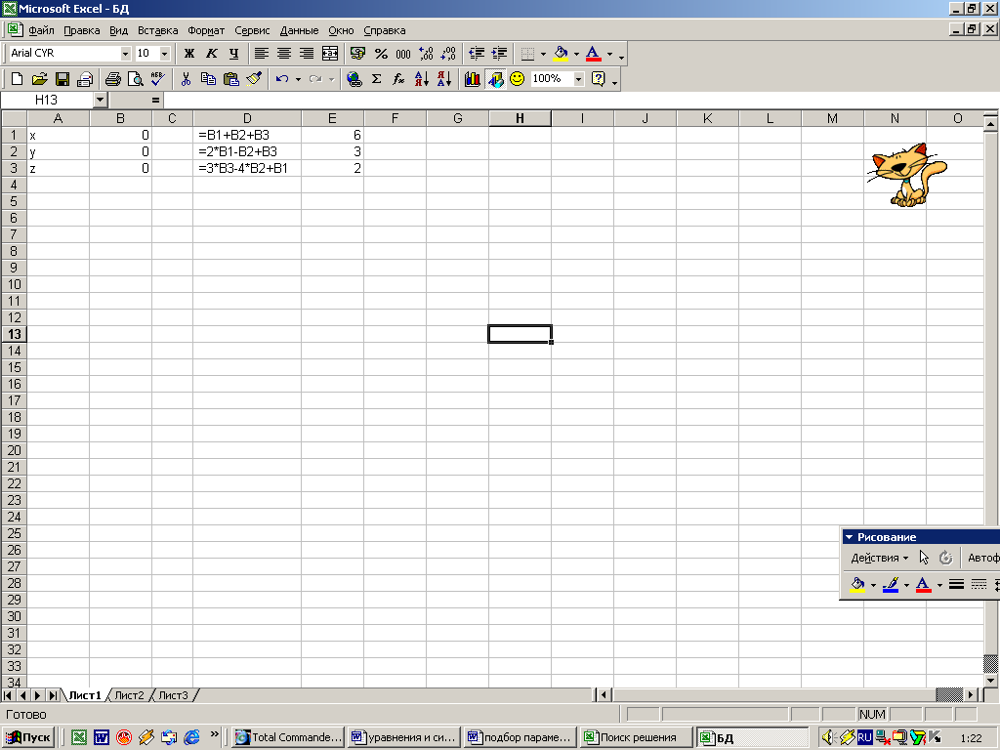 Microsoft Excel - БД
Файл Правка Вид Вставка Формат Сервис Данные Окно Справка
Arial CYR 10 Ж К Ч % 000
100%
H13 =
A B C D E F G H I J K L M N O
1 x 0 =B1+B2+B3 6
2 y 0 =2*B1-B2+B3 3
3 z 0 =3*B3-4*B2+B1 2
4
5
6
7
8
9
10
11
12
13
14
15
16
17
18
19
20
21
22
23
24
25
26
27
28
29
30
31
32
33
34
Рисование
Действия Автоф
Лист1 Лист2 Лист3
Готово NUM
Пуск Total Commande... уравнения и си... подбор параме... Поиск решения БД RU 1:22